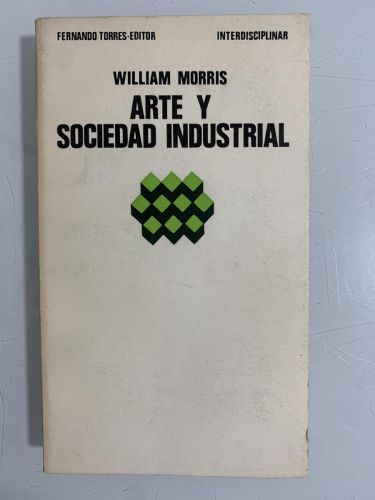 FERNANDO TORRES-EDITOR INTERDISCIPLINAR
WILLIAM MORRIS
ARTE Y
SOCIEDAD INDUSTRIAL